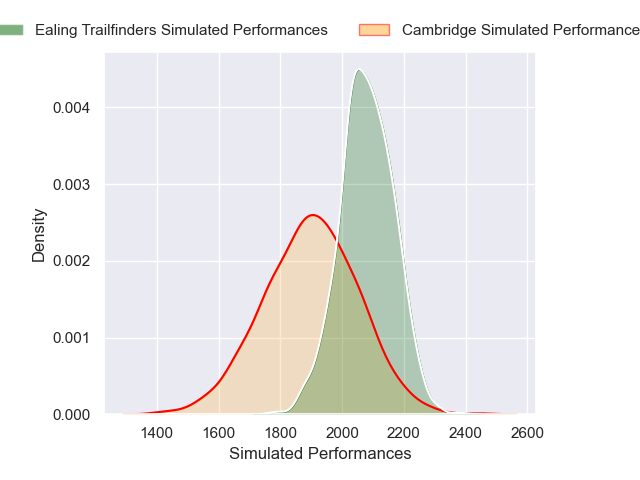 Ealing Trailfinders Simulated Performances Cambridge Simulated Performance
0.004
0.003
0.002
0.001
0.000
Density
1400 1600 1800 2000 2200 2400 2600
Simulated Performances